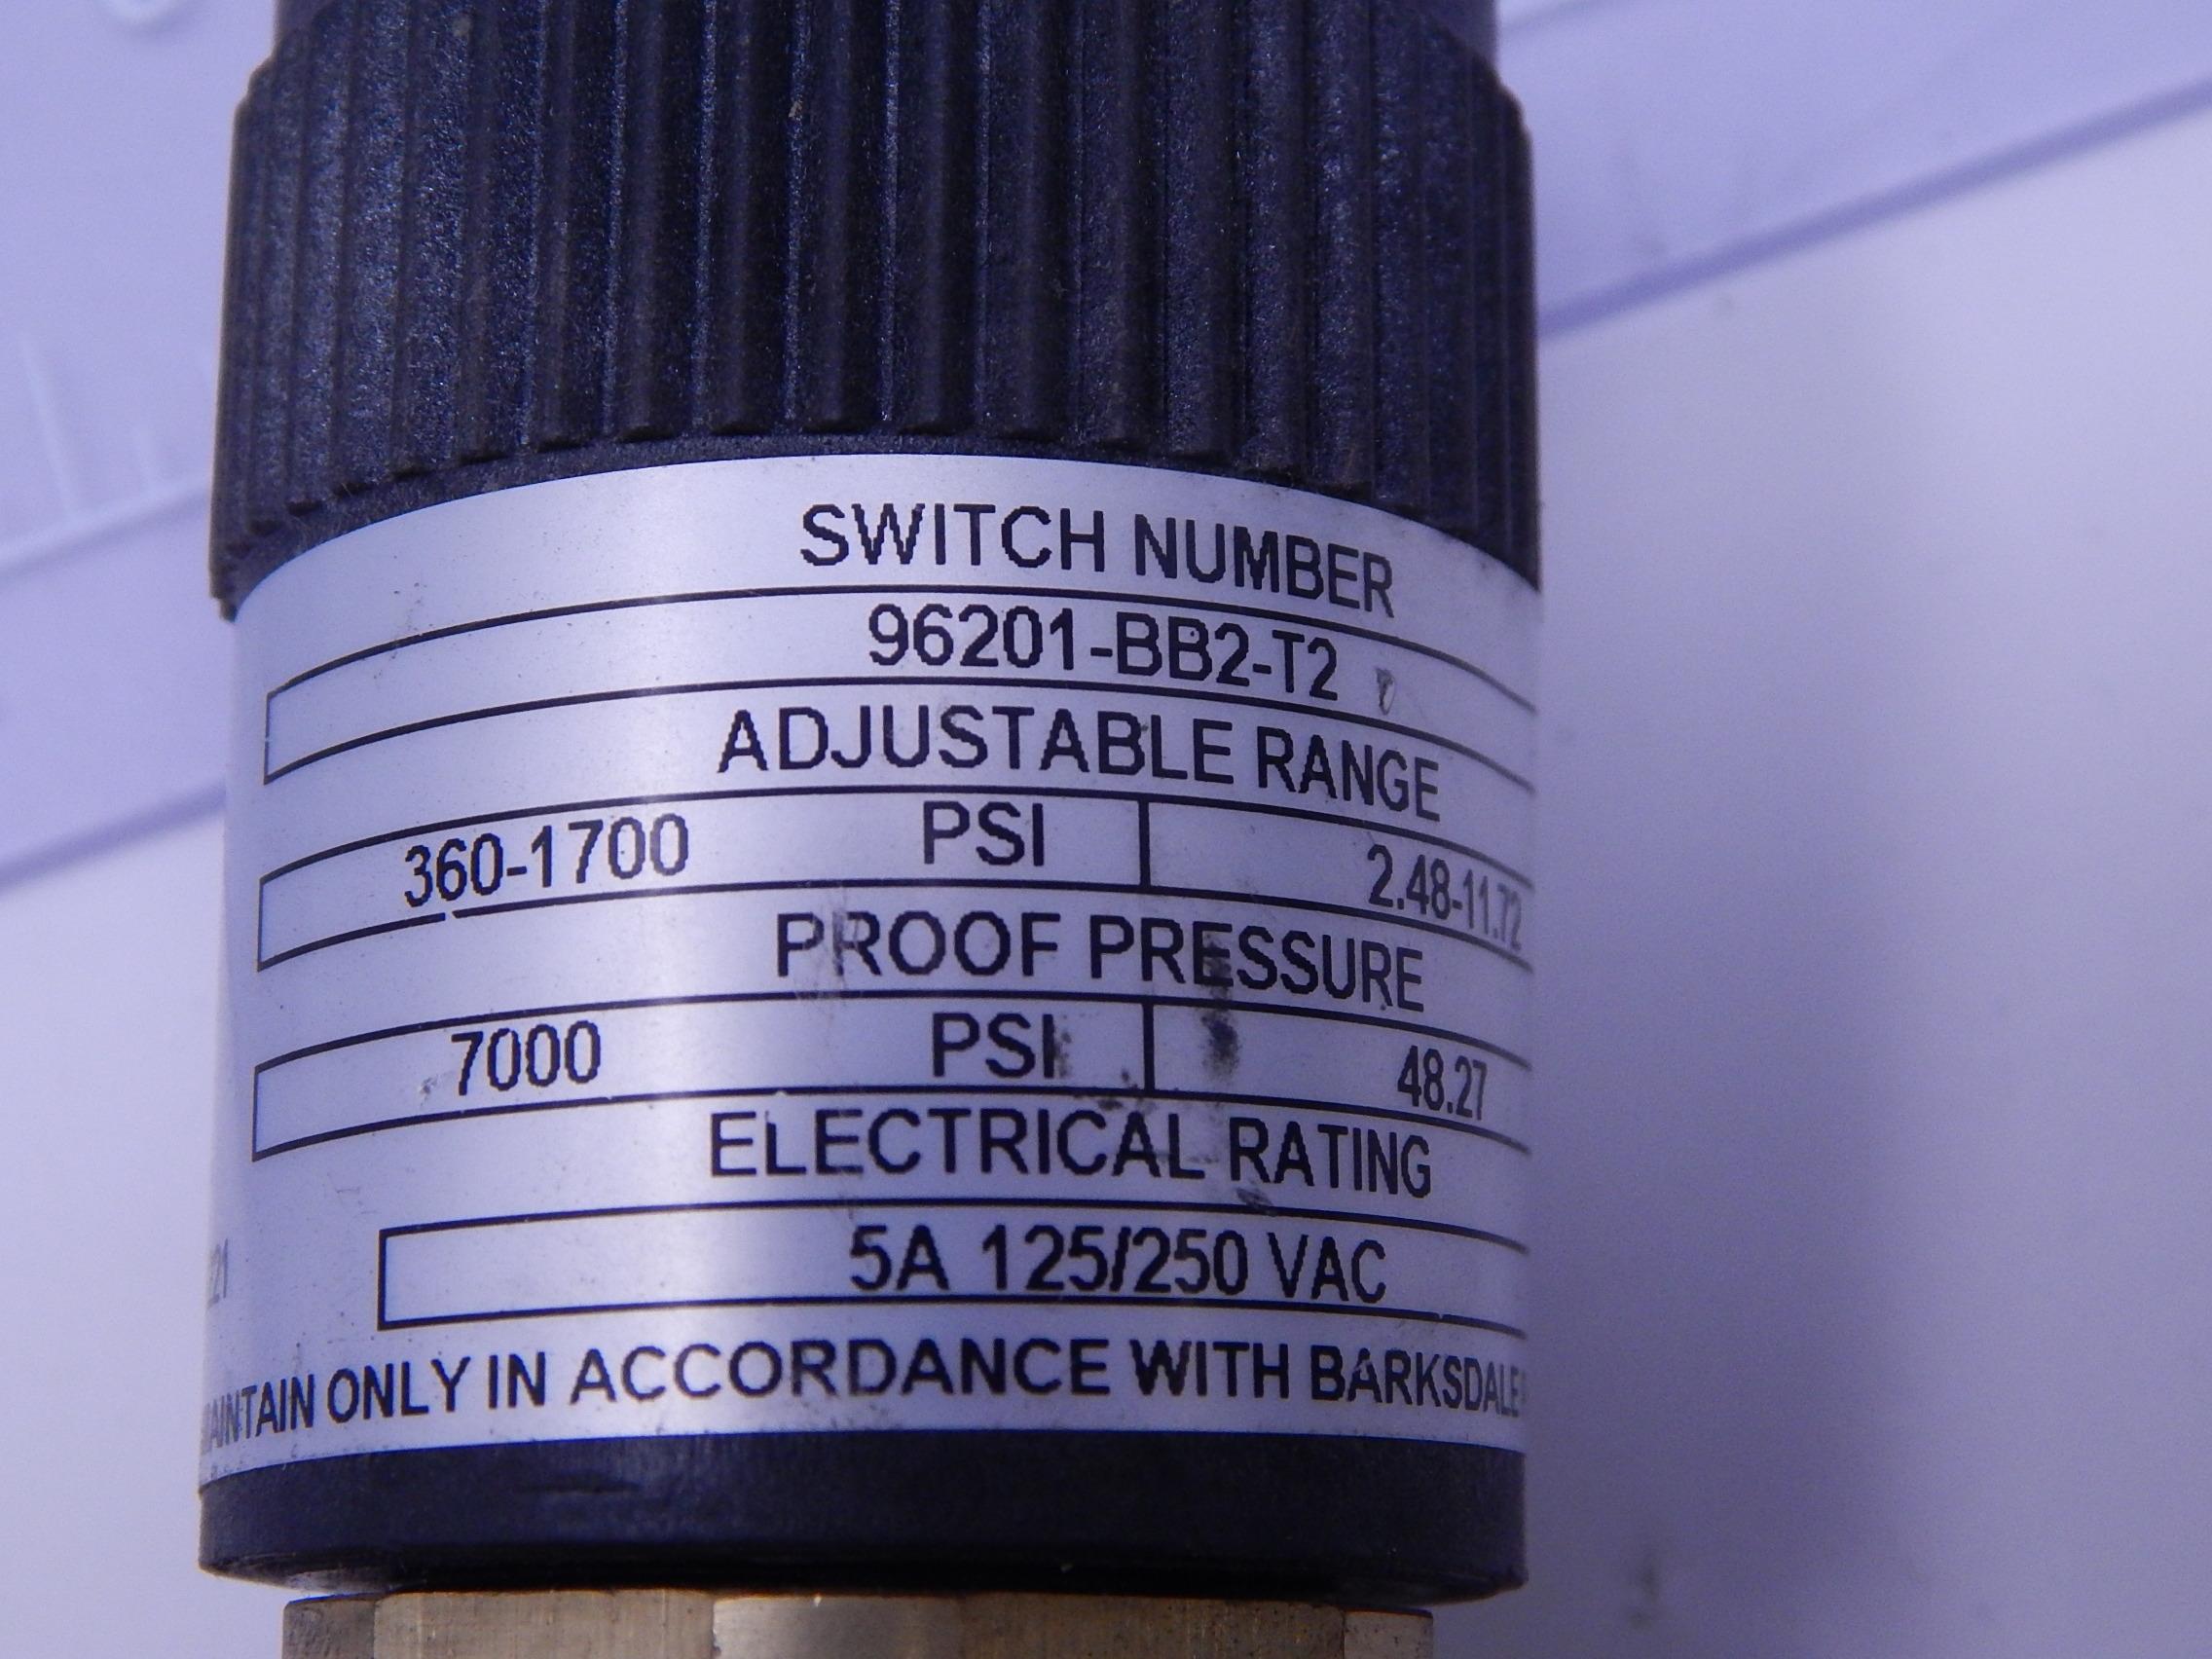 SWITCH NUMBER
96201-BB2-T2
ADJUSTABLE RANGE
360-1700 PSI 2.48-11.72
PROOF PRESSURE
7000 PSI 48.27
ELECTRICAL RATING
5A 125/250 VAC
AINTAIN ONLY IN ACCORDANCE WITH BARKSDALE